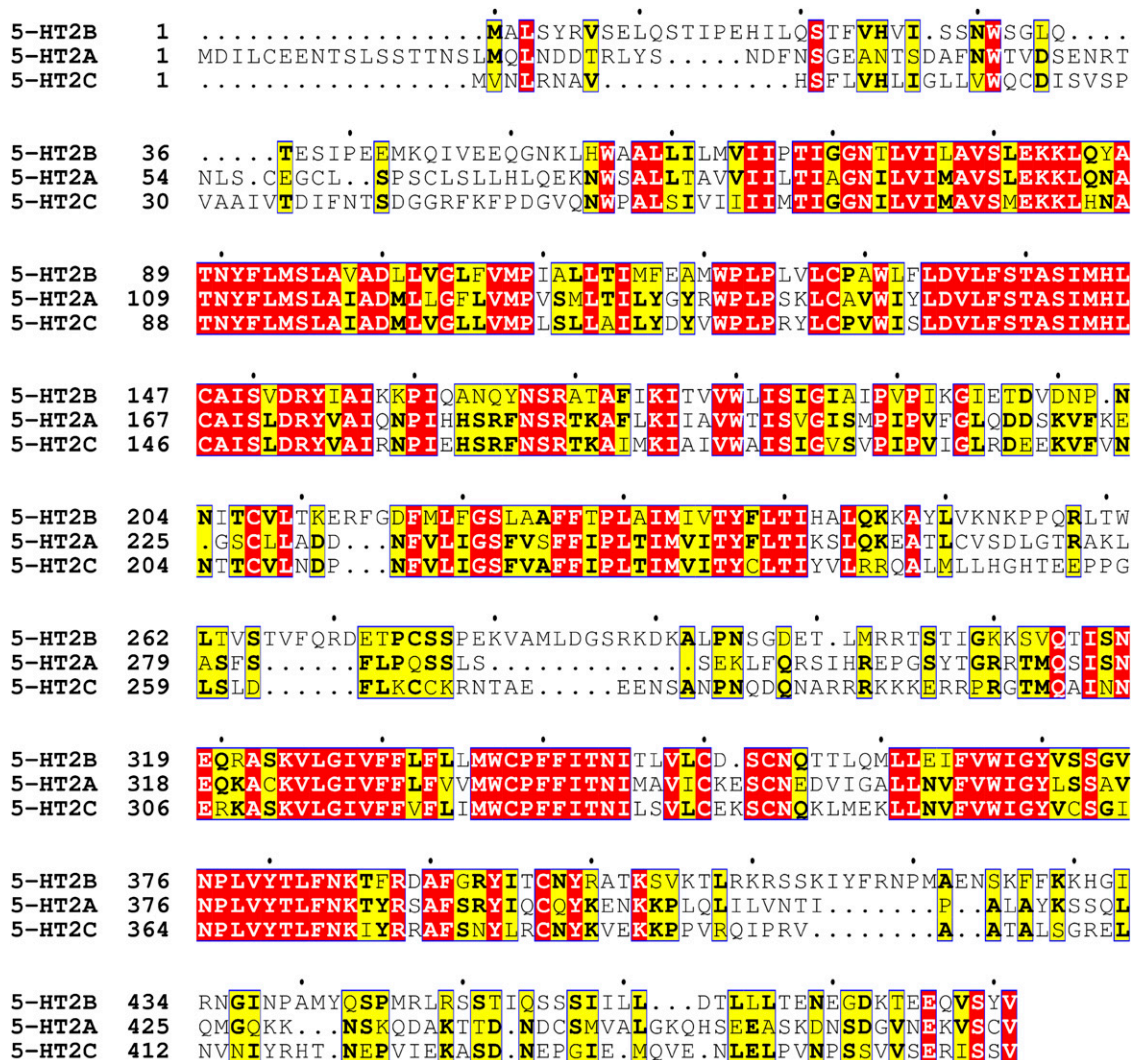 5-HT2B 1 ..................MALSYRVSELQSTIPEHILQSTFVHVI.SSNWSGLQ....
5-HT2A 1 MDILCEENTSLSSTTNSLMQLNDDTRLYS....NDFNSGEANTSDAFNWTVDSENRT
5-HT2C 1 .................MVNLRNAV............HSFLVHLIGLLVWQCDISVSP
5-HT2B 36 .....TESIPEEMKQIVEEQGNKLHWAALLILMVIIPTIGGNTLVILAVSLEKKLQYA
5-HT2A 54 NLS.CEGCL..SPSCLSLLHLQEKNWSALLTAVVIILTIAGNILVIMAVSLEKKLQNA
5-HT2C 30 VAAIVTDIFNTSDGGRFKFPDGVQNWPALSIVIIIIMTIGGNILVIMAVSMEKKLHNA
5-HT2B 89 TNYFLMSLAVADLLVGLFVMPIALLTIMFEAMWPLPLVLCPAWLFLDVLFSTASIMHL
5-HT2A 109 TNYFLMSLAIADMLLGFLVMPVSMLTILYGYRWPLPSKLCAVWIYLDVLFSTASIMHL
5-HT2C 88 TNYFLMSLAIADMLVGLLVMPLSLLAILYDYVWPLPRYLCPVWISLDVLFSTASIMHL
5-HT2B 147 CAISVDRYIAIKKPIQANQYNSRATAFIKITVVWLISIGIAIPVPIKGIETDVDNP.N
5-HT2A 167 CAISLDRYVAIQNPIHHSRFNSRTKAFLKIIAVWTISVGISMPIPVFGLQDDSKVFKE
5-HT2C 146 CAISLDRYVAIRNPIEHSRFNSRTKAIMKIAIVWAISIGVSVPIPVIGLRDEEKVFVN
5-HT2B 204 NITCVLTKERFGDFMLFGSLAAFFTPLAIMIVTYFLTIHALQKKAYLVKNKPPQRLTW
5-HT2A 225 .GSCLLADD...NFVLIGSFVSFFIPLTIMVITYFLTIKSLQKEATLCVSDLGTRAKL
5-HT2C 204 NTTCVLNDP...NFVLIGSFVAFFIPLTIMVITYCLTIYVLRRQALMLLHGHTEEPPG
5-HT2B 262 LTVSTVFQRDETPCSSPEKVAMLDGSRKDKALPNSGDET.LMRRTSTIGKKSVQTISN
5-HT2A 279 ASFS.......FLPQSSLS..............SEKLFQRSIHREPGSYTGRRTMQSISN
5-HT2C 259 LSLD......FLKCCKRNTAE.....EENSANPNQDQNARRRKKKERRPRGTMQAINN
5-HT2B 319 EQRASKVLGIVFFLFLLMWCPFFITNITLVLCD.SCNQTTLQMLLEIFVWIGYVSSGV
5-HT2A 318 EQKACKVLGIVFFLFVVMWCPFFITNIMAVICKESCNEDVIGALLNVFVWIGYLSSAV
5-HT2C 306 ERKASKVLGIVFFVFLIMWCPFFITNILSVLCEKSCNQKLMEKLLNVFVWIGYVCSGI
5-HT2B 376 NPLVYTLFNKTFRDAFGRYITCNYRATKSVKTLRKRSSKIYFRNPMAENSKFFKKHGI
5-HT2A 376 NPLVYTLFNKTYRSAFSRYIQCQYKENKKPLQLILVNTI.......P..ALAYKSSQL
5-HT2C 364 NPLVYTLFNKIYRRAFSNYLRCNYKVEKKPPVRQIPRV........A..ATALSGREL
5-HT2B 434 RNGINPAMYQSPMRLRSSTIQSSSIILL...DTLLLTENEGDKTEEQVSYV
5-HT2A 425 QMGQKK...NSKQDAKTTD.NDCSMVALGKQHSEEASKDNSDGVNEKVSCV
5-HT2C 412 NVNIYRHT.NEPVIEKASD.NEPGIE.MQVE.NLELPVNPSSVVSERISSV